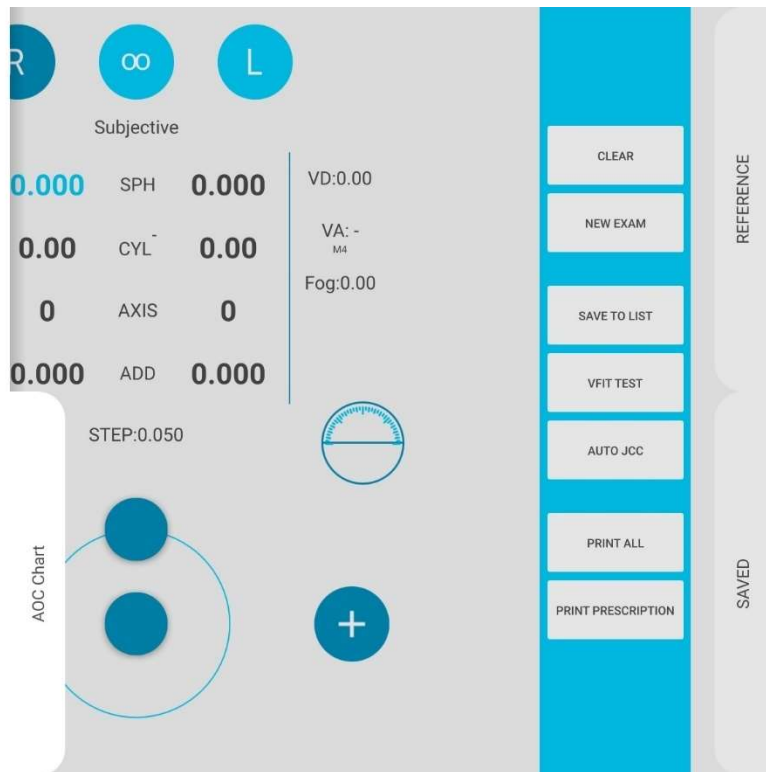 R ∞ L
Subjective
0.000 SPH 0.000
0.00 CYL - 0.00
0 AXIS 0
0.000 ADD 0.000
STEP:0.050
VD:0.00
VA: -
M4
Fog:0.00
+
AOC Chart
CLEAR
NEW EXAM
SAVE TO LIST
VFIT TEST
AUTO JCC
PRINT ALL
PRINT PRESCRIPTION
REFERENCE
SAVED